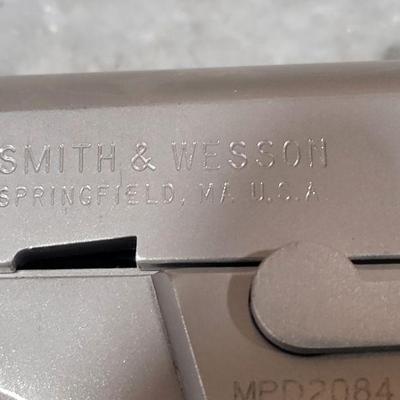 SMITH & WESSON
SPRINGFIELD, MA U.S.A.
MPD2084